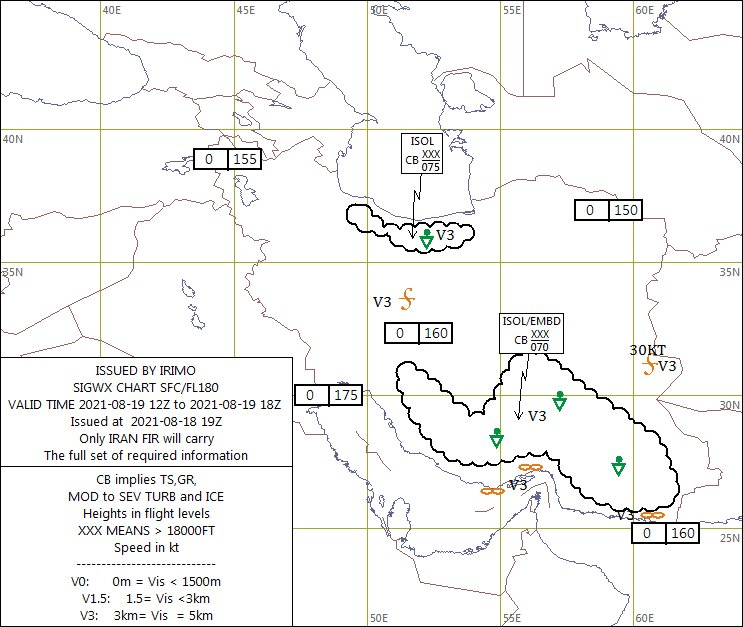 40E 45E 50E 55E 60E
40N 40N
ISOL
CB XXX
075
0 155
0 150
V3
35N 35N
V3
0 160
ISOL/EMBD
CB XXX
070
30KT
V3
ISSUED BY IRIMO
SIGWX CHART SFC/FL180
VALID TIME 2021-08-19 12Z to 2021-08-19 18Z
Issued at 2021-08-18 19Z
Only IRAN FIR will carry
The full set of required information
0 175
30N 30N
V3
CB implies TS,GR,
MOD to SEV TURB and ICE
Heights in flight levels
XXX MEANS > 18000FT
Speed in kt
--------------------------
V0: 0m = Vis < 1500m
V1.5: 1.5= Vis <3km
V3: 3km= Vis = 5km
V3
V3
0 160
25N
50E 55E 60E